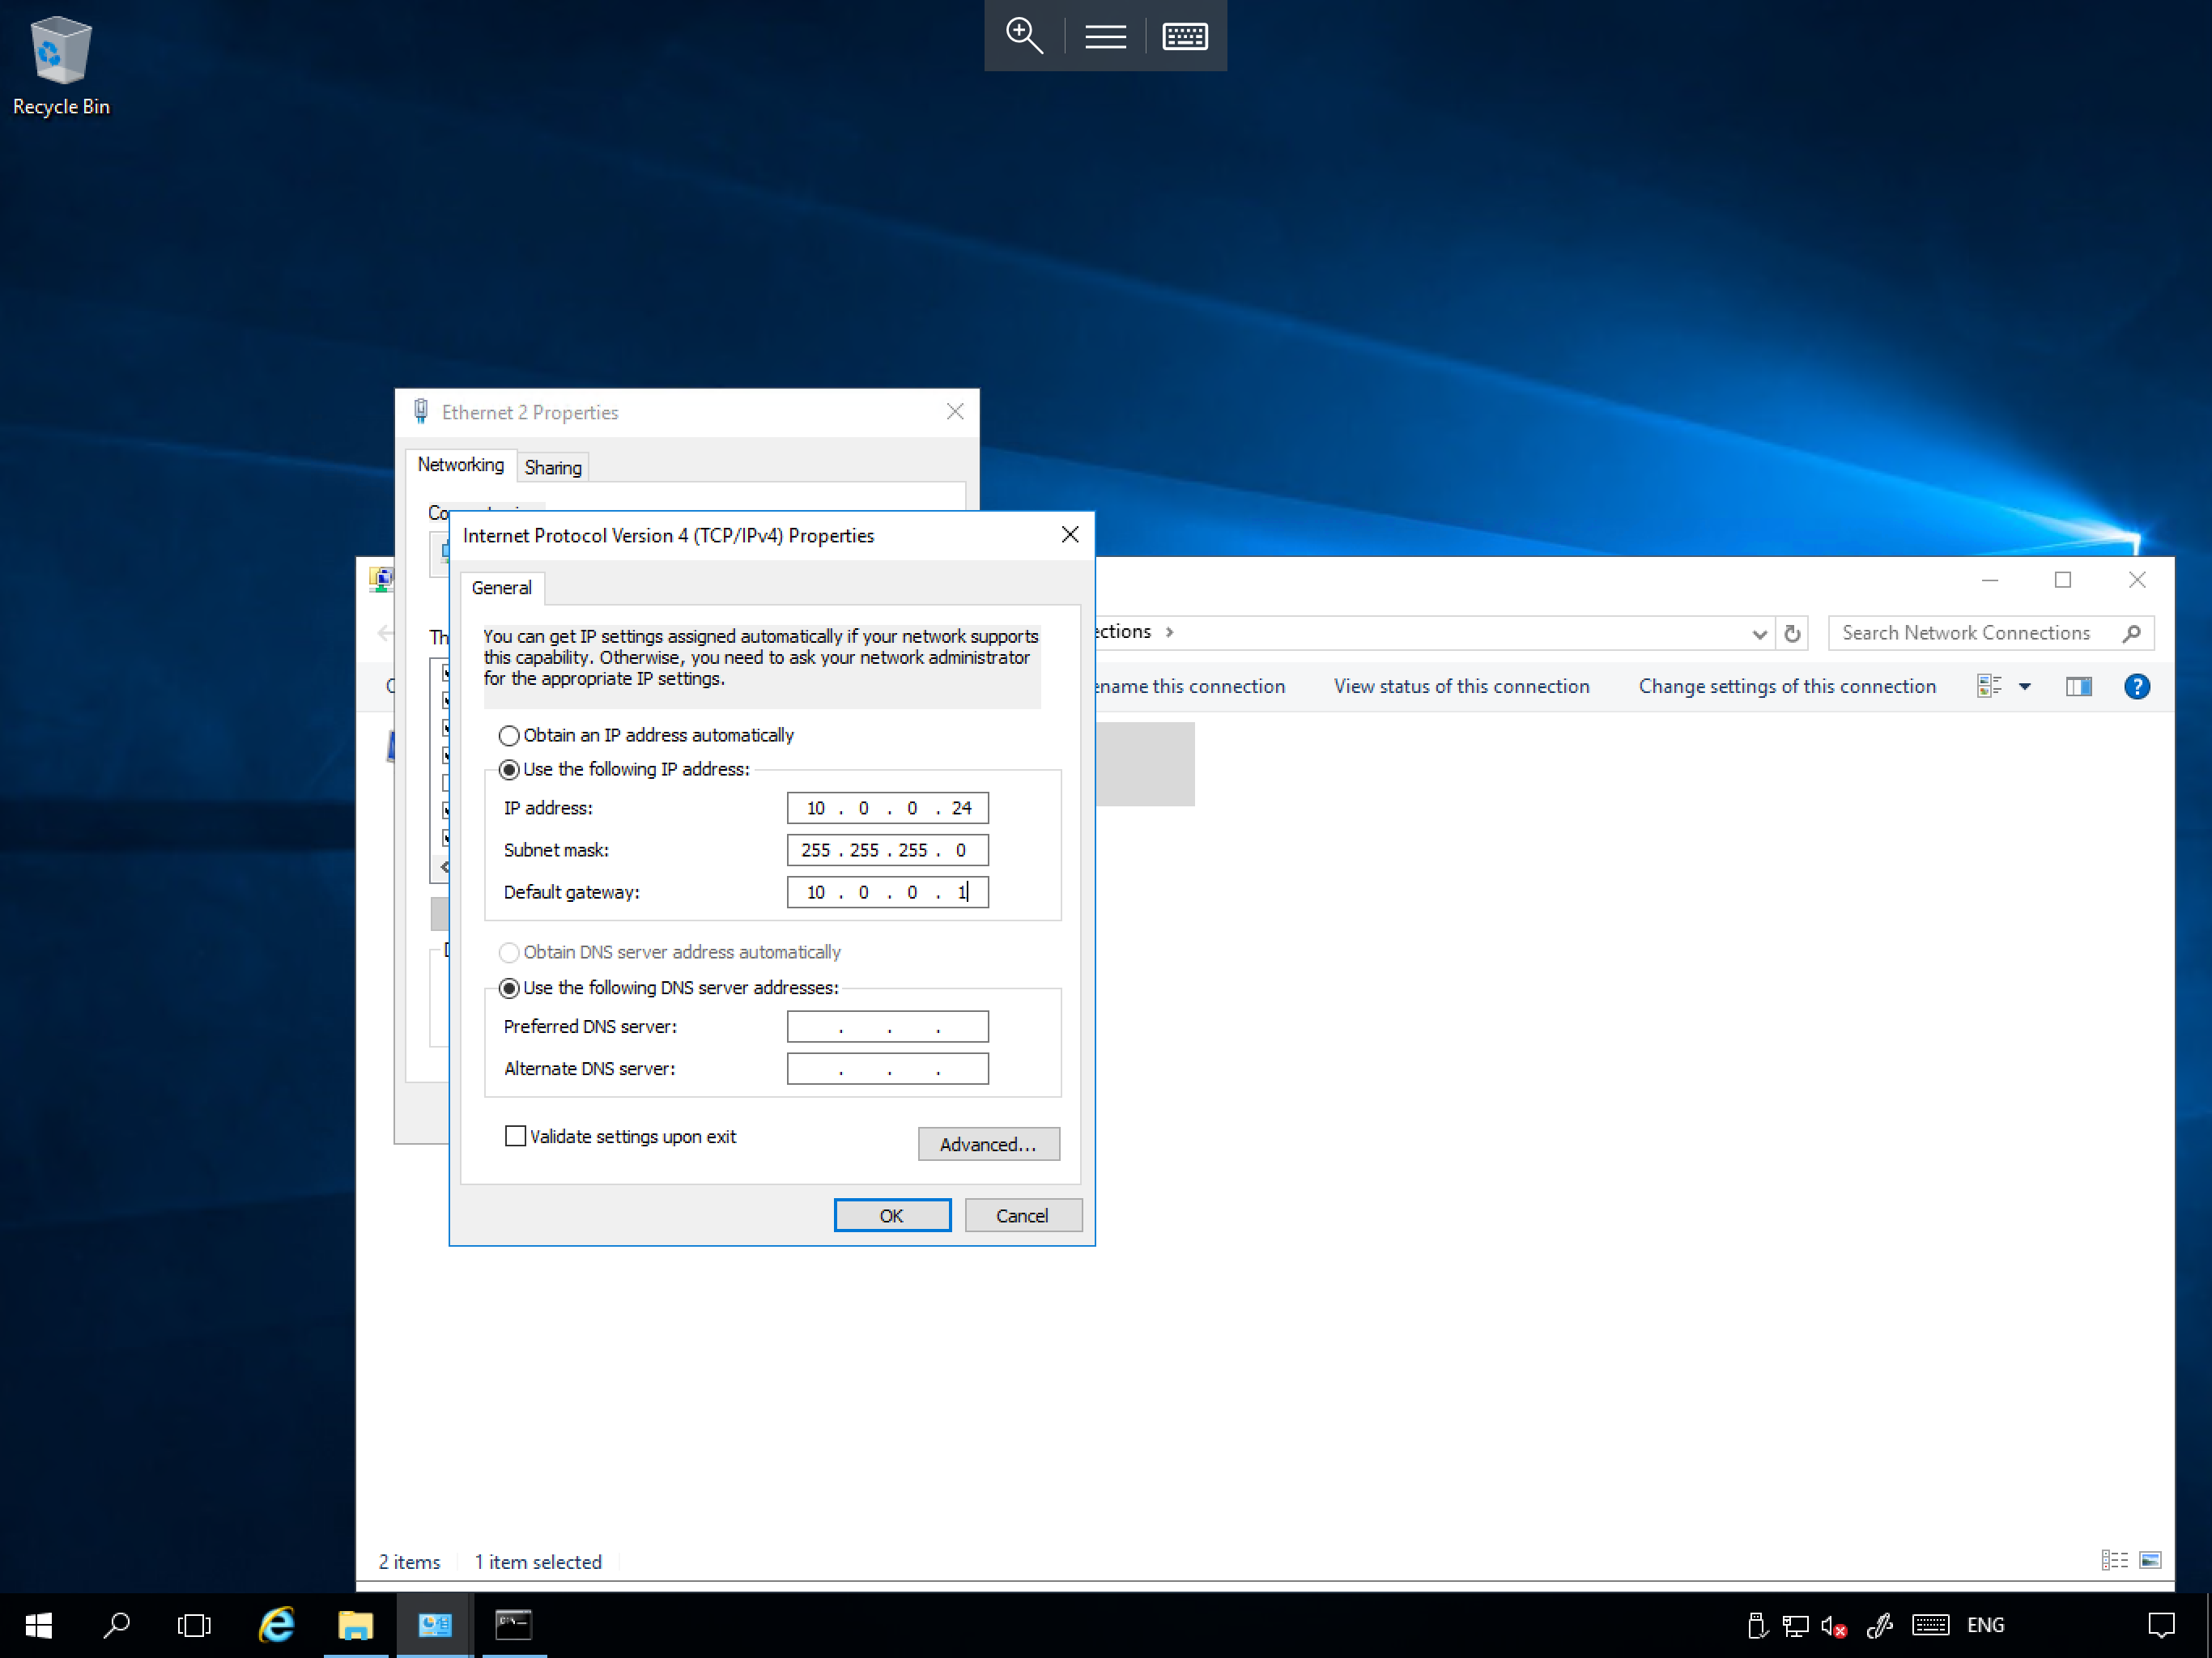 Recycle Bin
Ethernet 2 Properties
Networking
Sharing
Internet Protocol Version 4 (TCP/IPv4) Properties
General
You can get IP settings assigned automatically if your network supports
this capability. Otherwise, you need to ask your network administrator
for the appropriate IP settings.
Obtain an IP address automatically
Use the following IP address:
IP address: 10 . 0 . 0 . 24
Subnet mask: 255 . 255 . 255 . 0
Default gateway: 10 . 0 . 0 . 1
Obtain DNS server address automatically
Use the following DNS server addresses:
Preferred DNS server: . . .
Alternate DNS server: . . .
Validate settings upon exit
Advanced...
OK
Cancel
ections >
Search Network Connections
ename this connection
View status of this connection
Change settings of this connection
2 items
1 item selected
ENG